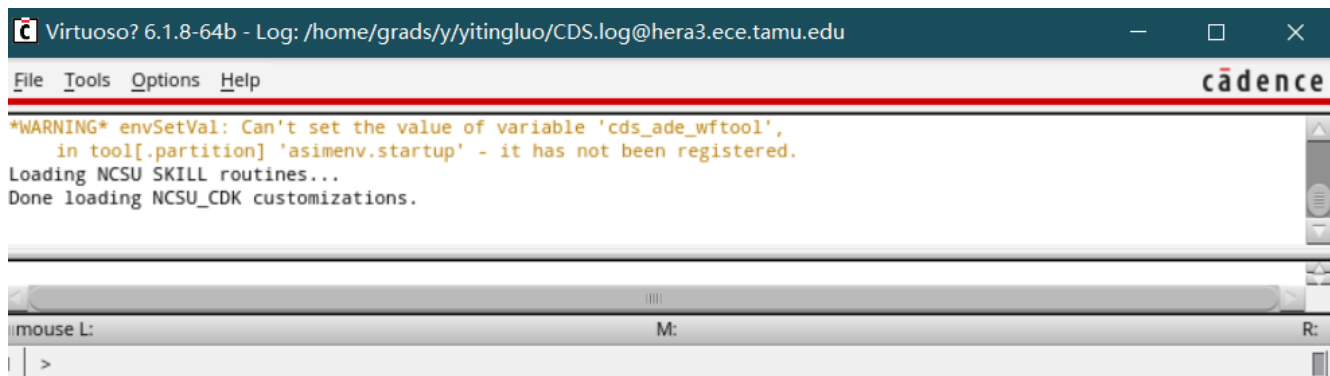 Virtuoso? 6.1.8-64b - Log: /home/grads/y/yitingluo/CDS.log@hera3.ece.tamu.edu
File Tools Options Help
cādence
*WARNING* envSetVal: Can't set the value of variable 'cds_ade_wftool',
in tool[.partition] 'asimenv.startup' - it has not been registered.
Loading NCSU SKILL routines...
Done loading NCSU_CDK customizations.
mouse L: M: R:
>